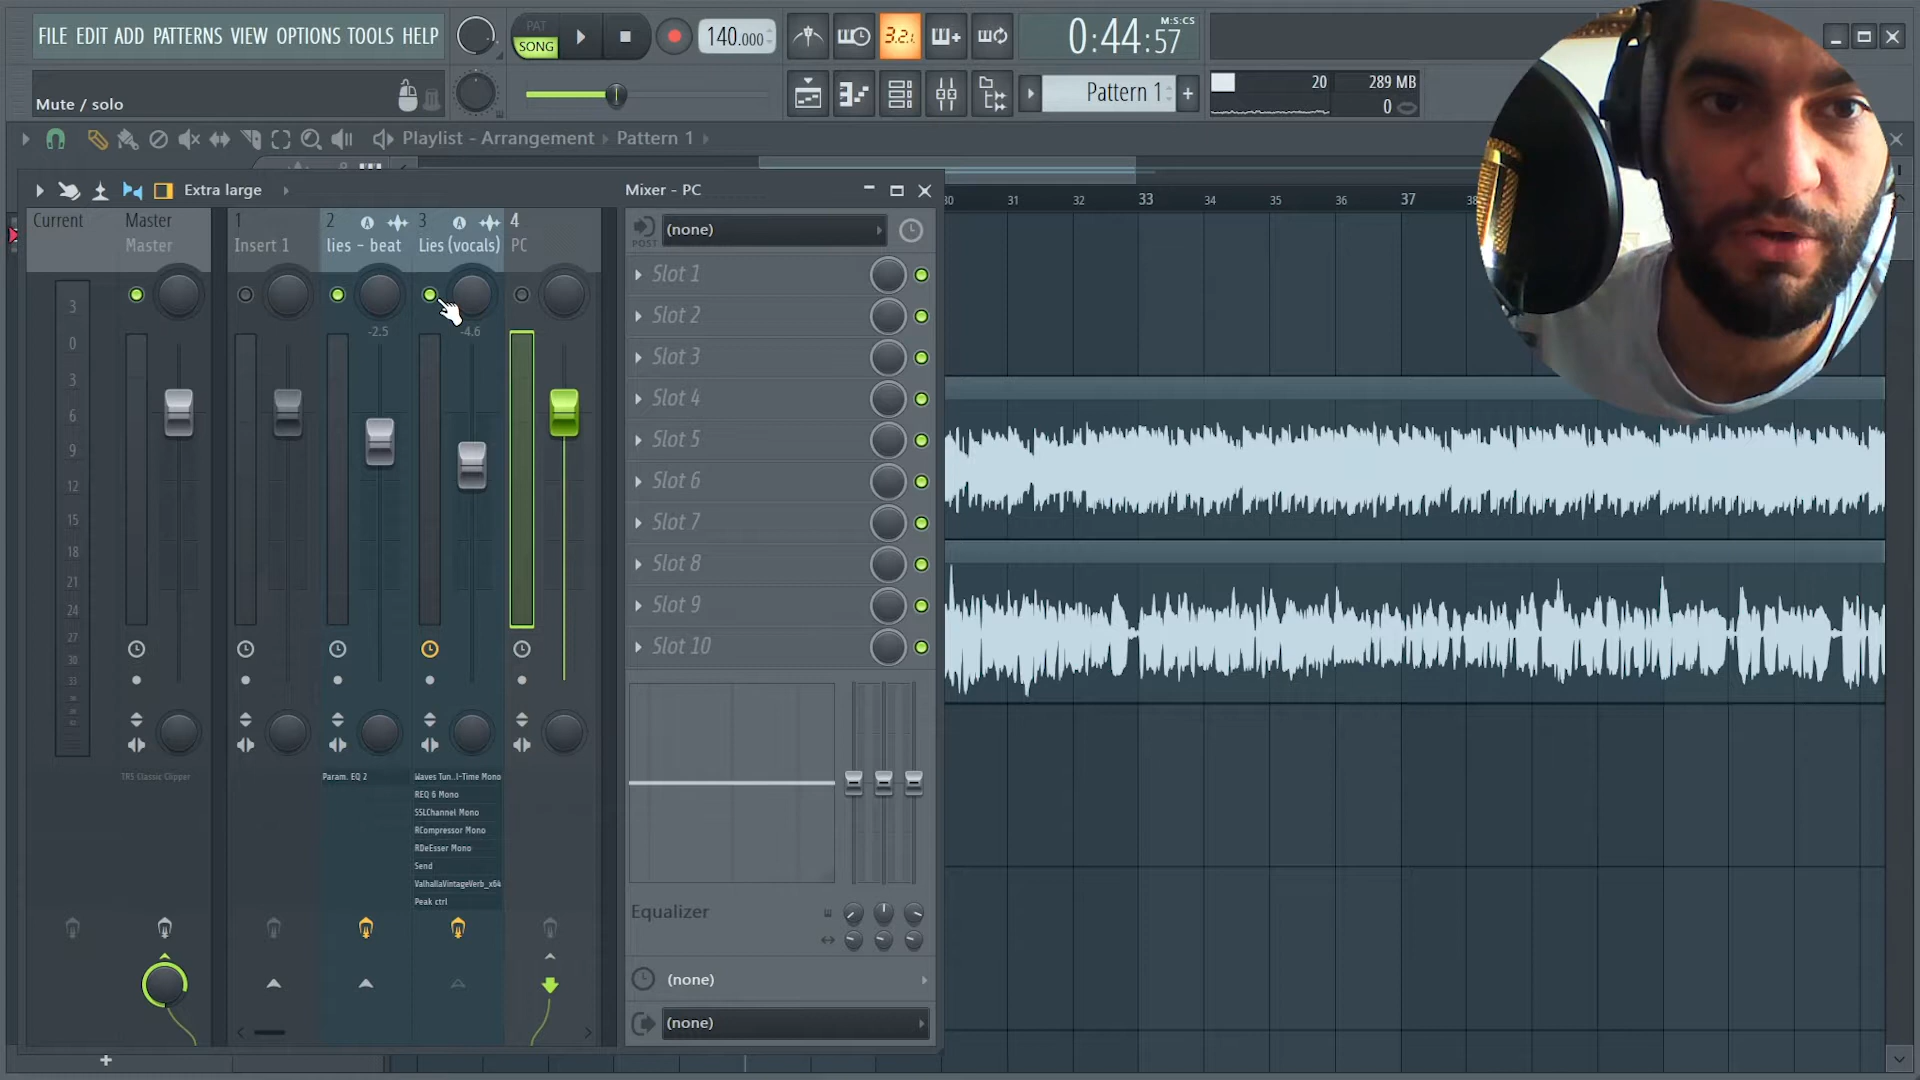 FILE EDIT ADD PATTERNS VIEW OPTIONS TOOLS HELP
PAT
SONG
140.000
3.2.
0:44:57
M:S:CS
Mute / solo
Pattern 1
+
20
289 MB
0
Playlist - Arrangement
Pattern 1
Extra large
Mixer - PC
30 31 32 33 34 35 36 37 38
Current
Master
Master
1
Insert 1
2
lies - beat
3
Lies (vocals)
4
PC
POST
(none)
-2.5
-4.6
3
0
3
6
9
12
15
18
21
24
27
30
33
Slot 1
Slot 2
Slot 3
Slot 4
Slot 5
Slot 6
Slot 7
Slot 8
Slot 9
Slot 10
TR5 Classic Clipper
Param. EQ 2
Waves Tun..l-Time Mono
REQ 6 Mono
SSLChannel Mono
RCompressor Mono
RDeEsser Mono
Send
ValhallaVintageVerb_x64
Peak ctrl
Equalizer
(none)
(none)